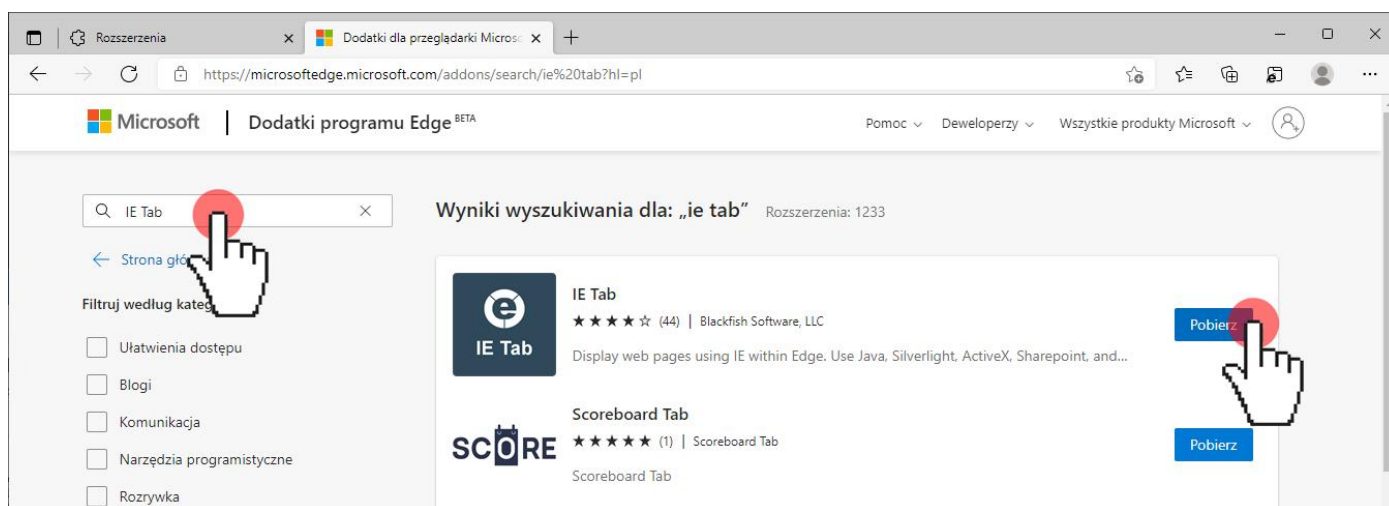 Rozszerzenia
Dodatki dla przeglądarki Micros
https://microsoftedge.microsoft.com/addons/search/ie%20tab?hl=pl
Microsoft | Dodatki programu Edge BETA
Pomoc Deweloperzy Wszystkie produkty Microsoft
IE Tab
Wyniki wyszukiwania dla: „ie tab” Rozszerzenia: 1233
Strona głó
Filtruj według kateg
Ułatwienia dostępu
Blogi
Komunikacja
Narzędzia programistyczne
Rozrywka
IE Tab
IE Tab
(44) | Blackfish Software, LLC
Display web pages using IE within Edge. Use Java, Silverlight, ActiveX, Sharepoint, and...
Pobierz
SCORE
Scoreboard Tab
(1) | Scoreboard Tab
Scoreboard Tab
Pobierz